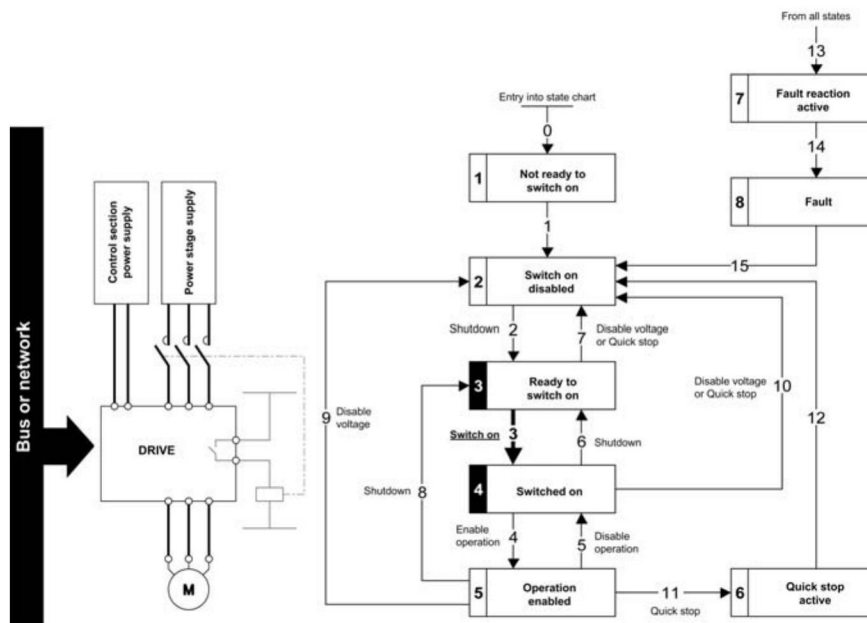 From all states
13
7
Fault reaction
active
14
8
Fault
15
Entry into state chart
0
1
Not ready to
switch on
1
2
Switch on
disabled
Shutdown
2
7
Disable voltage
or Quick stop
3
Ready to
switch on
Switch on
3
6
Shutdown
4
Switched on
Enable
operation
4
5
Disable
operation
5
Operation
enabled
11
Quick stop
6
Quick stop
active
9
Disable
voltage
Shutdown
8
Disable voltage
or Quick stop
10
12
Bus or network
Control section
power supply
Power stage supply
DRIVE
M